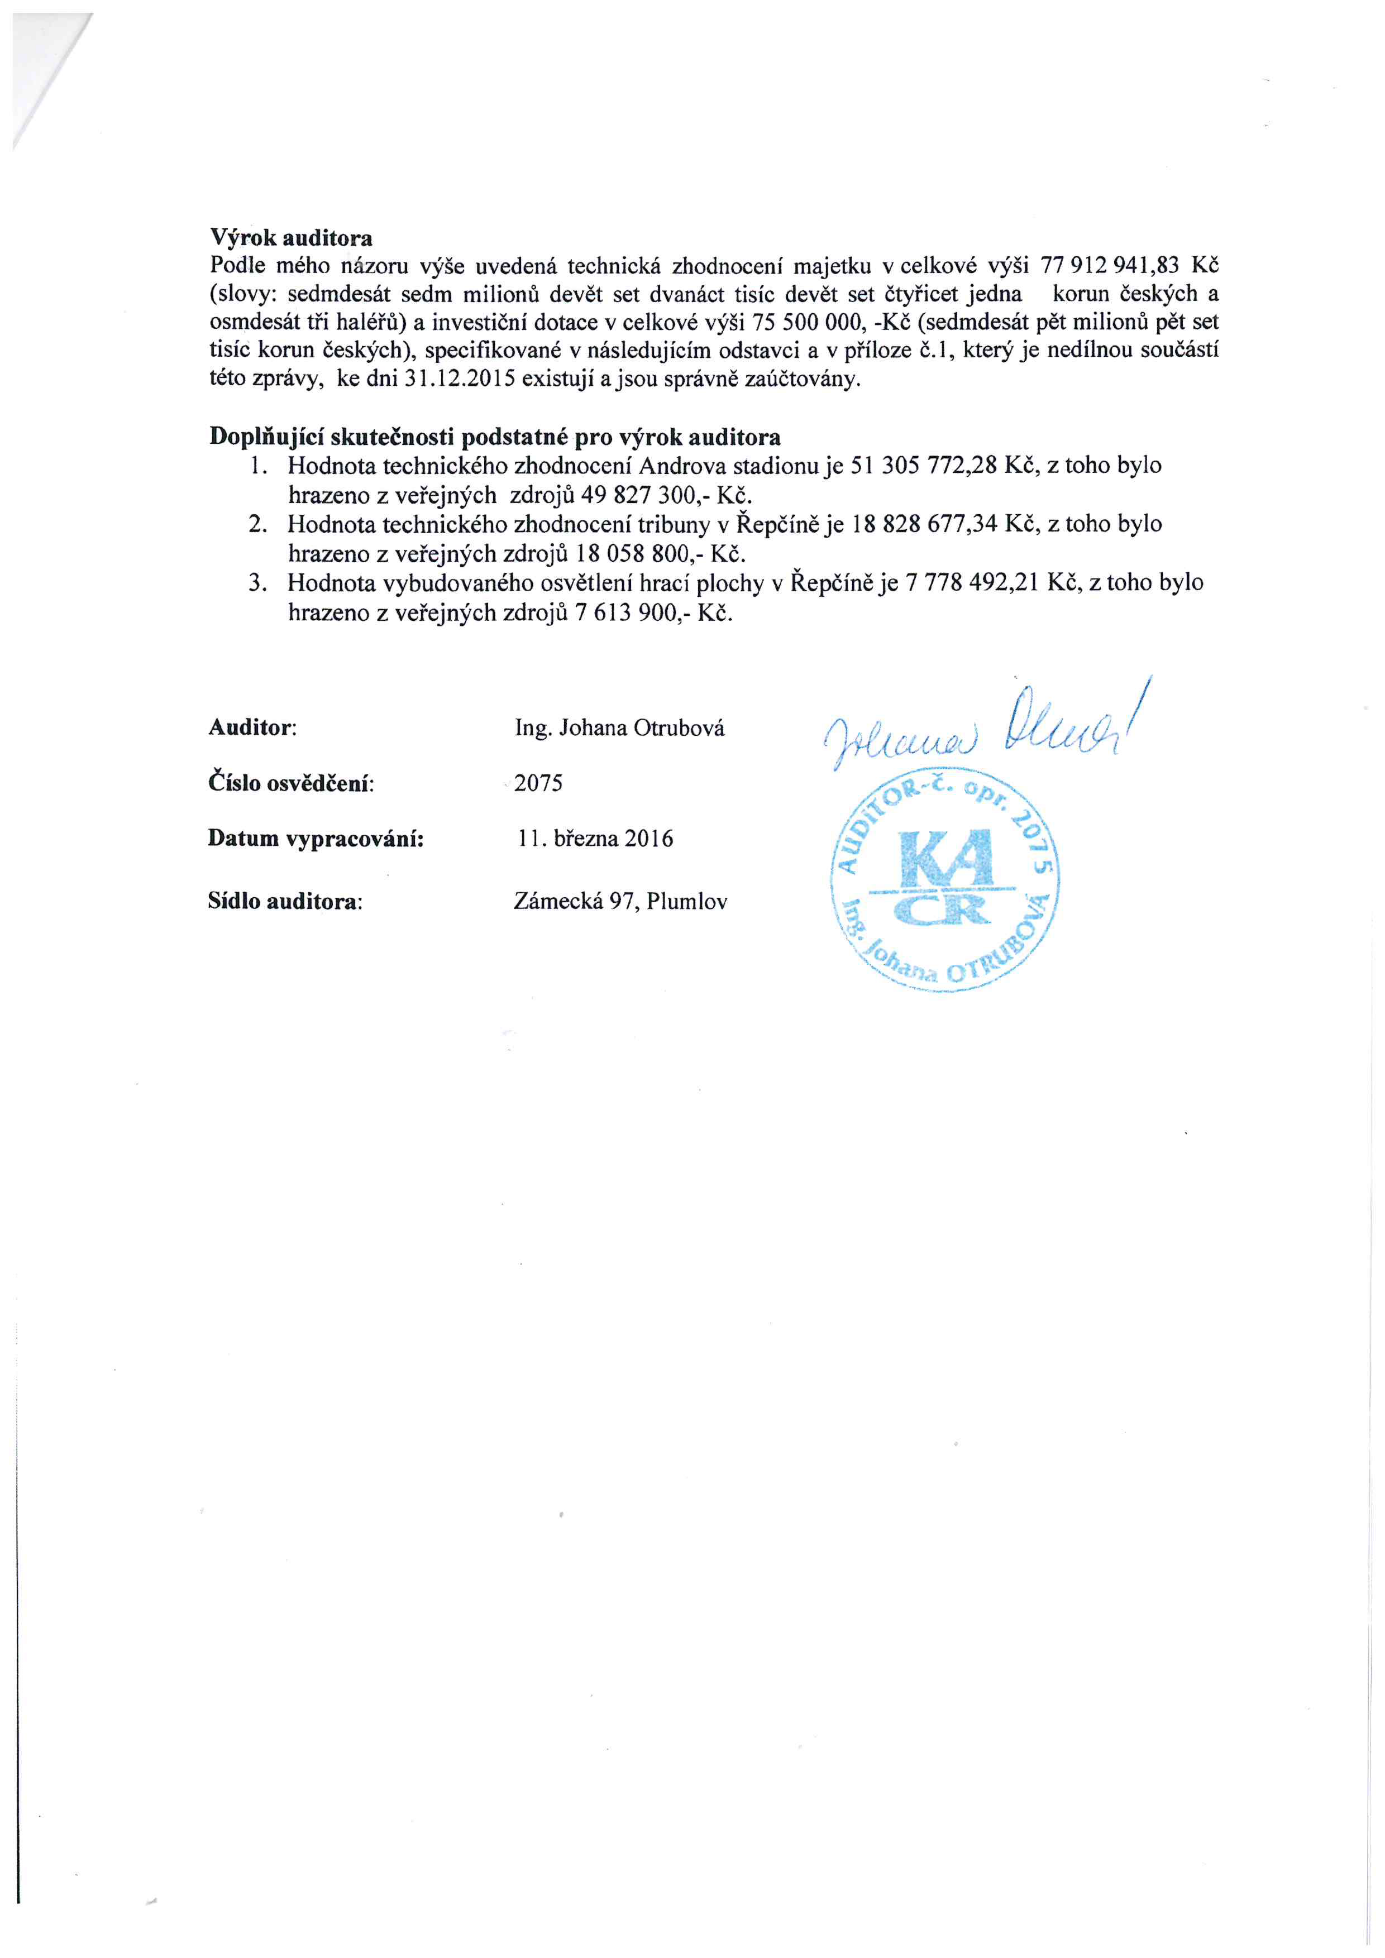 Výrok auditora
Podle mého názoru výše uvedená technická zhodnocení majetku v celkové výši 77 912 941,83 Kč
(slovy: sedmdesát sedm milionů devět set dvanáct tisíc devět set čtyřicet jedna korun českých a
osmdesát tři haléřů) a investiční dotace v celkové výši 75 500 000, -Kč (sedmdesát pět milionů pět set
tisíc korun českých), specifikované v následujícím odstavci a v příloze č.1, který je nedílnou součástí
této zprávy, ke dni 31.12.2015 existují a jsou správně zaúčtovány.
Doplňující skutečnosti podstatné pro výrok auditora
1. Hodnota technického zhodnocení Androva stadionu je 51 305 772,28 Kč, z toho bylo
hrazeno z veřejných zdrojů 49 827 300,- Kč.
2. Hodnota technického zhodnocení tribuny v Řepčíně je 18 828 677,34 Kč, z toho bylo
hrazeno z veřejných zdrojů 18 058 800,- Kč.
3. Hodnota vybudovaného osvětlení hrací plochy v Řepčíně je 7 778 492,21 Kč, z toho bylo
hrazeno z veřejných zdrojů 7 613 900,- Kč.
Auditor: Ing. Johana Otrubová
Johana
Číslo osvědčení: 2075
Datum vypracování: 11. března 2016
Sídlo auditora: Zámecká 97, Plumlov
AUDITOR-č. opr. 2075
KA
ČR
Ing. Johana OTRUBOVÁ